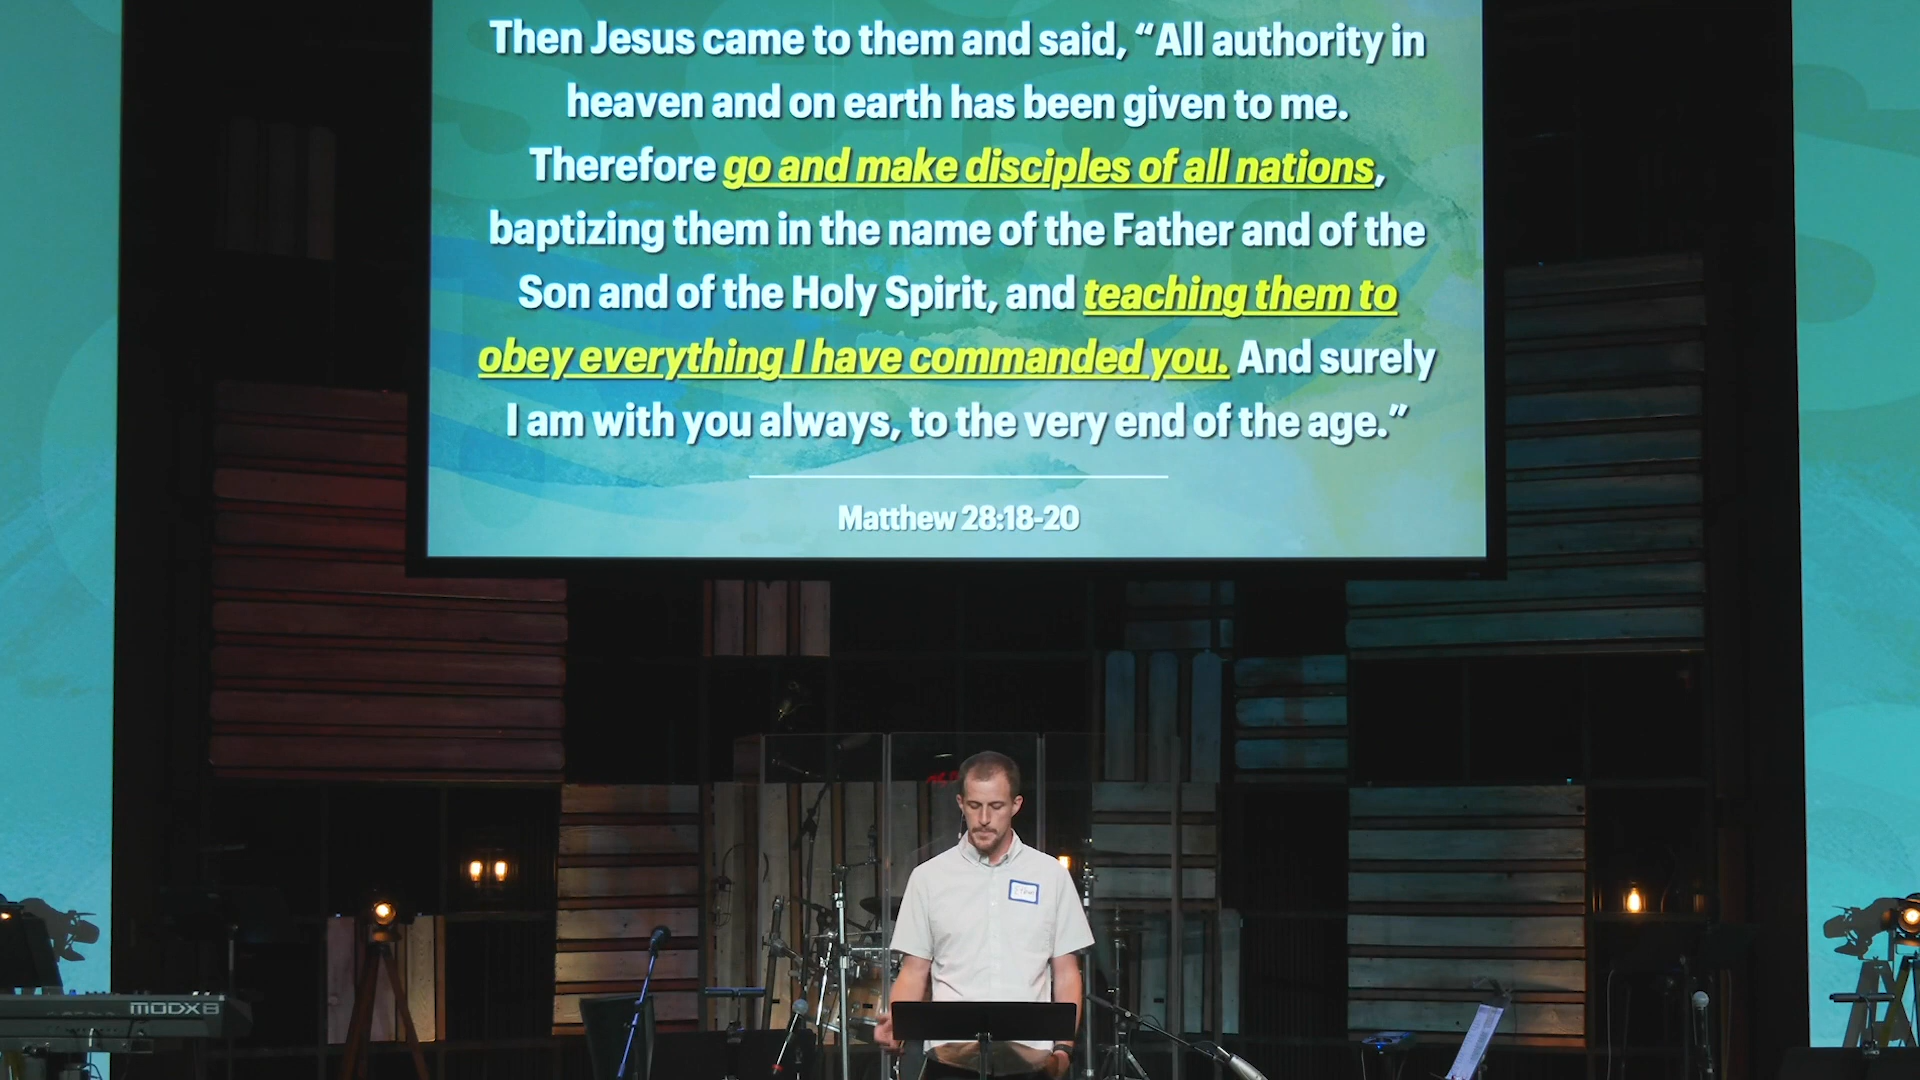 Then Jesus came to them and said, “All authority in
heaven and on earth has been given to me.
Therefore go and make disciples of all nations,
baptizing them in the name of the Father and of the
Son and of the Holy Spirit, and teaching them to
obey everything I have commanded you. And surely
I am with you always, to the very end of the age.”
Matthew 28:18-20
MODX8